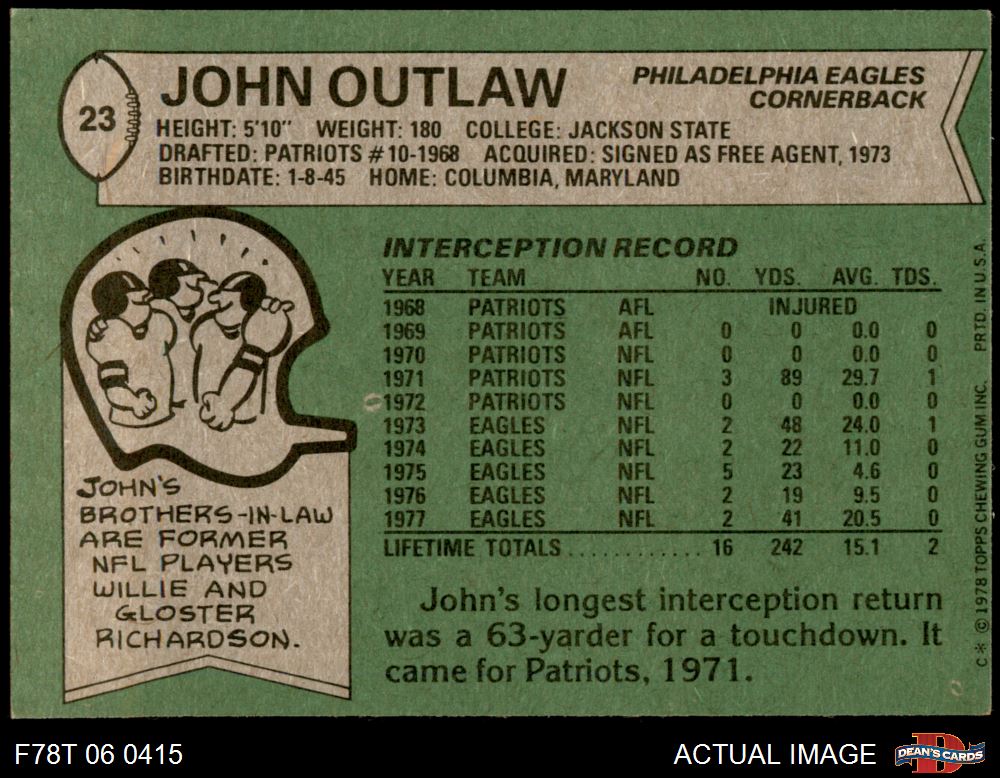 23
JOHN OUTLAW
PHILADELPHIA EAGLES
CORNERBACK
HEIGHT: 5'10" WEIGHT: 180 COLLEGE: JACKSON STATE
DRAFTED: PATRIOTS #10-1968 ACQUIRED: SIGNED AS FREE AGENT, 1973
BIRTHDATE: 1-8-45 HOME: COLUMBIA, MARYLAND
JOHN'S
BROTHERS-IN-LAW
ARE FORMER
NFL PLAYERS
WILLIE AND
GLOSTER
RICHARDSON.
INTERCEPTION RECORD
YEAR TEAM NO. YDS. AVG. TDS.
1968 PATRIOTS AFL INJURED
1969 PATRIOTS AFL 0 0 0.0 0
1970 PATRIOTS NFL 0 0 0.0 0
1971 PATRIOTS NFL 3 89 29.7 1
1972 PATRIOTS NFL 0 0 0.0 0
1973 EAGLES NFL 2 48 24.0 1
1974 EAGLES NFL 2 22 11.0 0
1975 EAGLES NFL 5 23 4.6 0
1976 EAGLES NFL 2 19 9.5 0
1977 EAGLES NFL 2 41 20.5 0
LIFETIME TOTALS............ 16 242 15.1 2
John's longest interception return
was a 63-yarder for a touchdown. It
came for Patriots, 1971.
C* © 1978 TOPPS CHEWING GUM INC. PRTD. IN U.S.A.
F78T 06 0415
ACTUAL IMAGE
DEAN'S CARDS